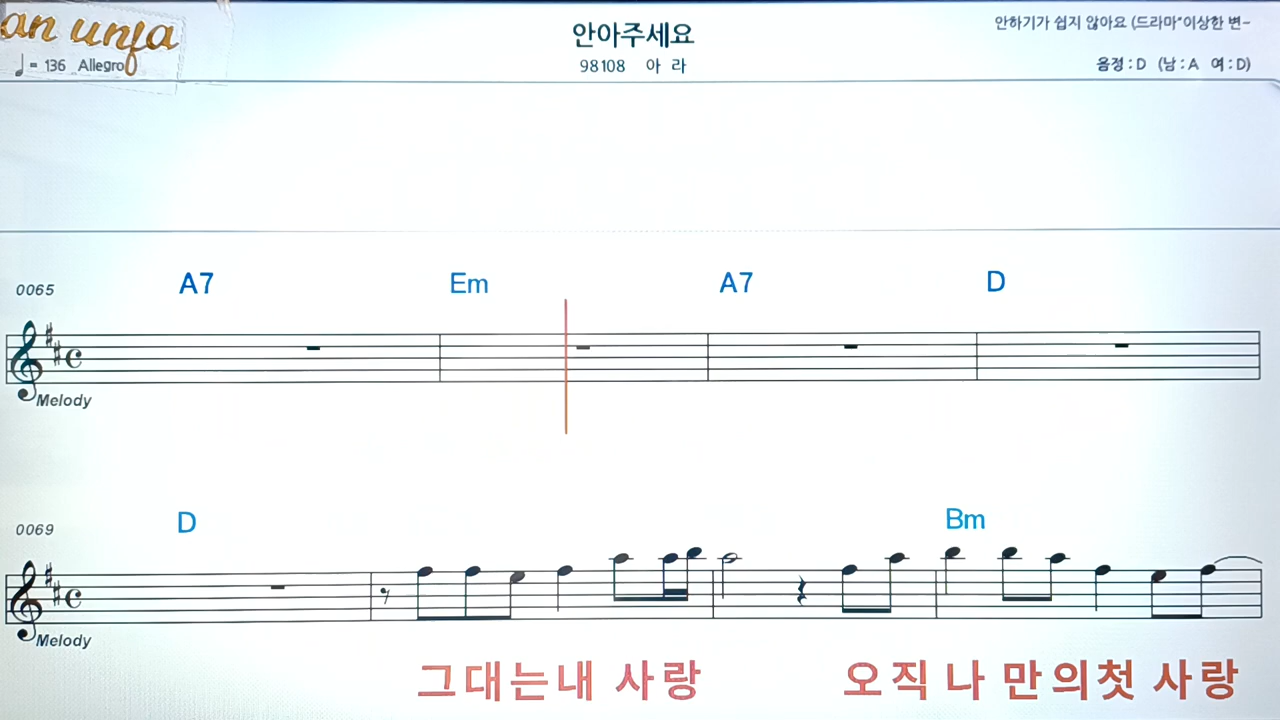 an unfa
♩= 136 Allegro
안아주세요
98108 아 라
안하기가 쉽지 않아요 (드라마"이상한 변~
음정 : D (남 : A 여 : D)
0065
A7 Em A7 D
Melody
0069
D Bm
Melody
그대는내 사랑 오직 나 만의첫 사랑